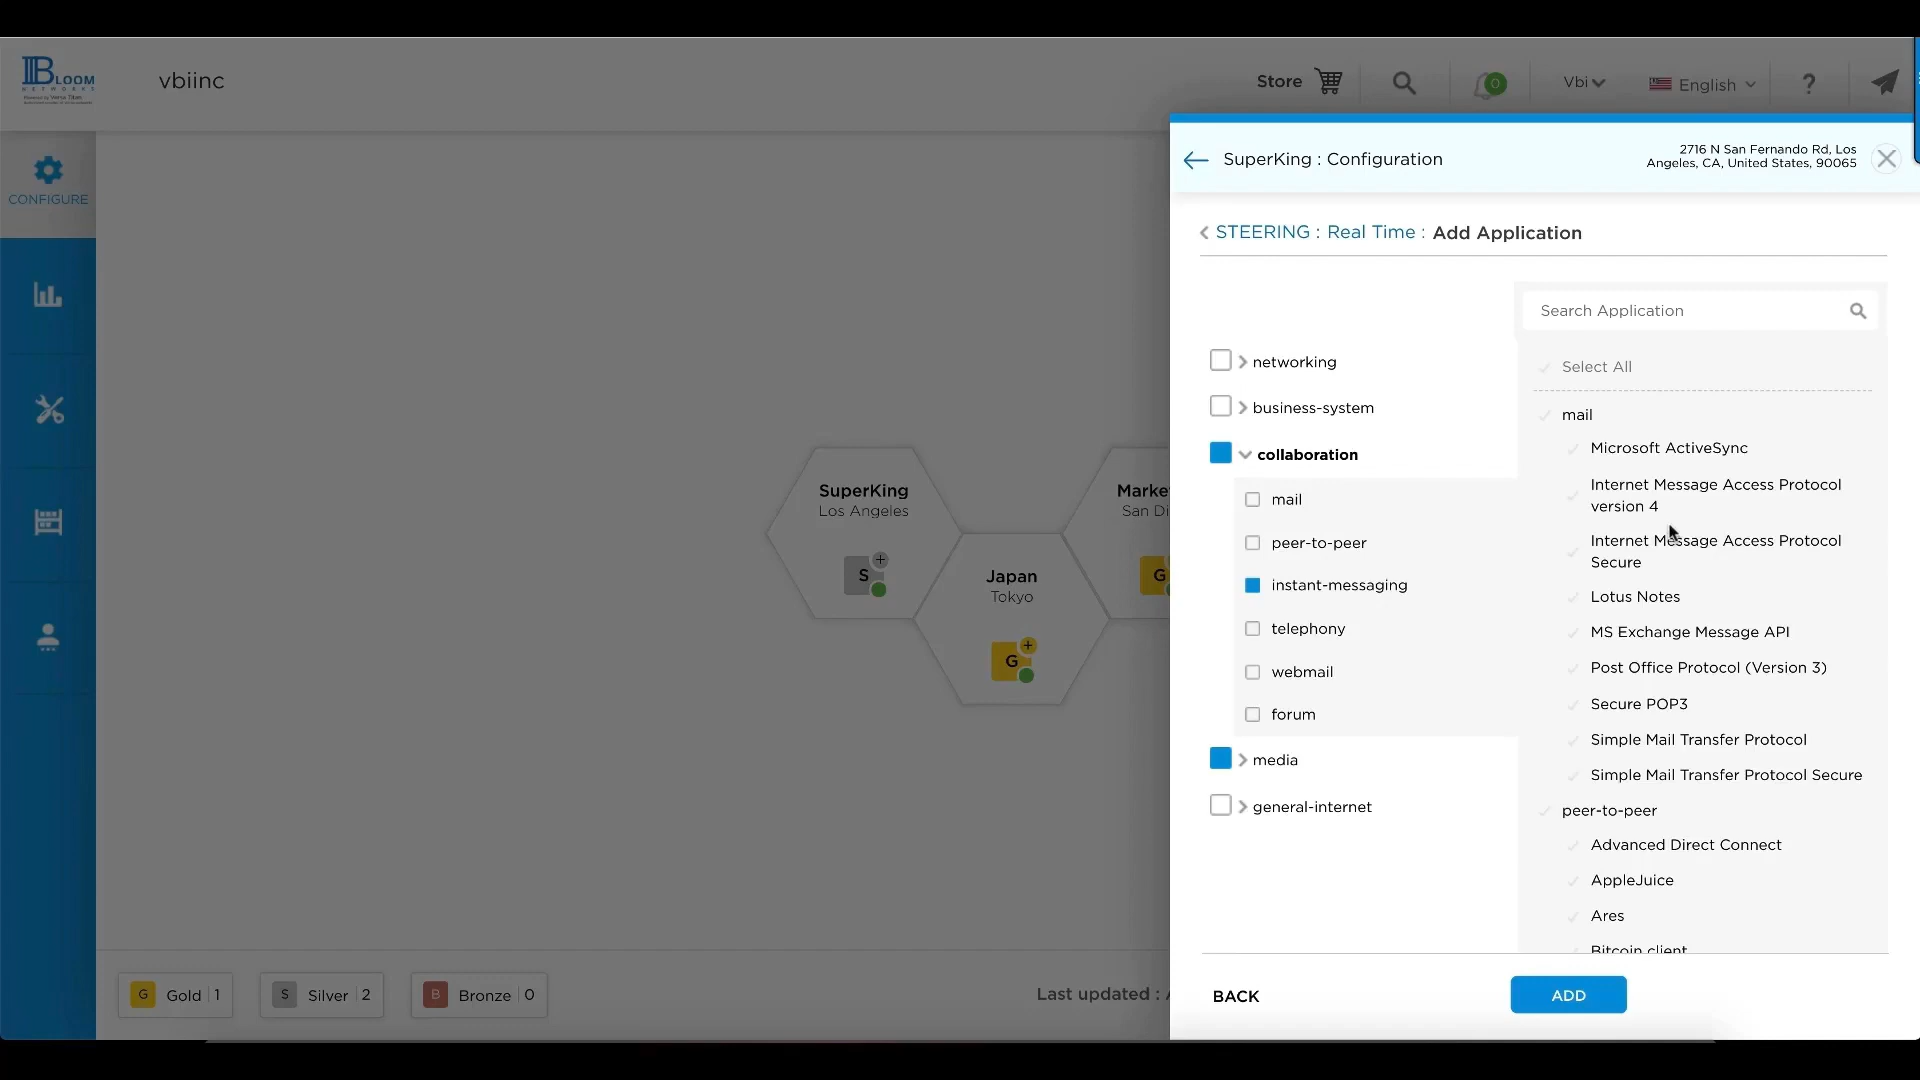 BLOOM
NETWORKS
vbiinc
Store
0
Vbi
English
?
CONFIGURE
SuperKing : Configuration
2716 N San Fernando Rd, Los
Angeles, CA, United States, 90065
STEERING : Real Time : Add Application
Search Application
Select All
networking
business-system
collaboration
mail
peer-to-peer
instant-messaging
telephony
webmail
forum
media
general-internet
mail
Microsoft ActiveSync
Internet Message Access Protocol
version 4
Internet Message Access Protocol
Secure
Lotus Notes
MS Exchange Message API
Post Office Protocol (Version 3)
Secure POP3
Simple Mail Transfer Protocol
Simple Mail Transfer Protocol Secure
peer-to-peer
Advanced Direct Connect
AppleJuice
Ares
Bitcoin client
SuperKing
Los Angeles
S
Japan
Tokyo
G
Marke
San Di
G
G Gold 1
S Silver 2
B Bronze 0
Last updated :
BACK
ADD